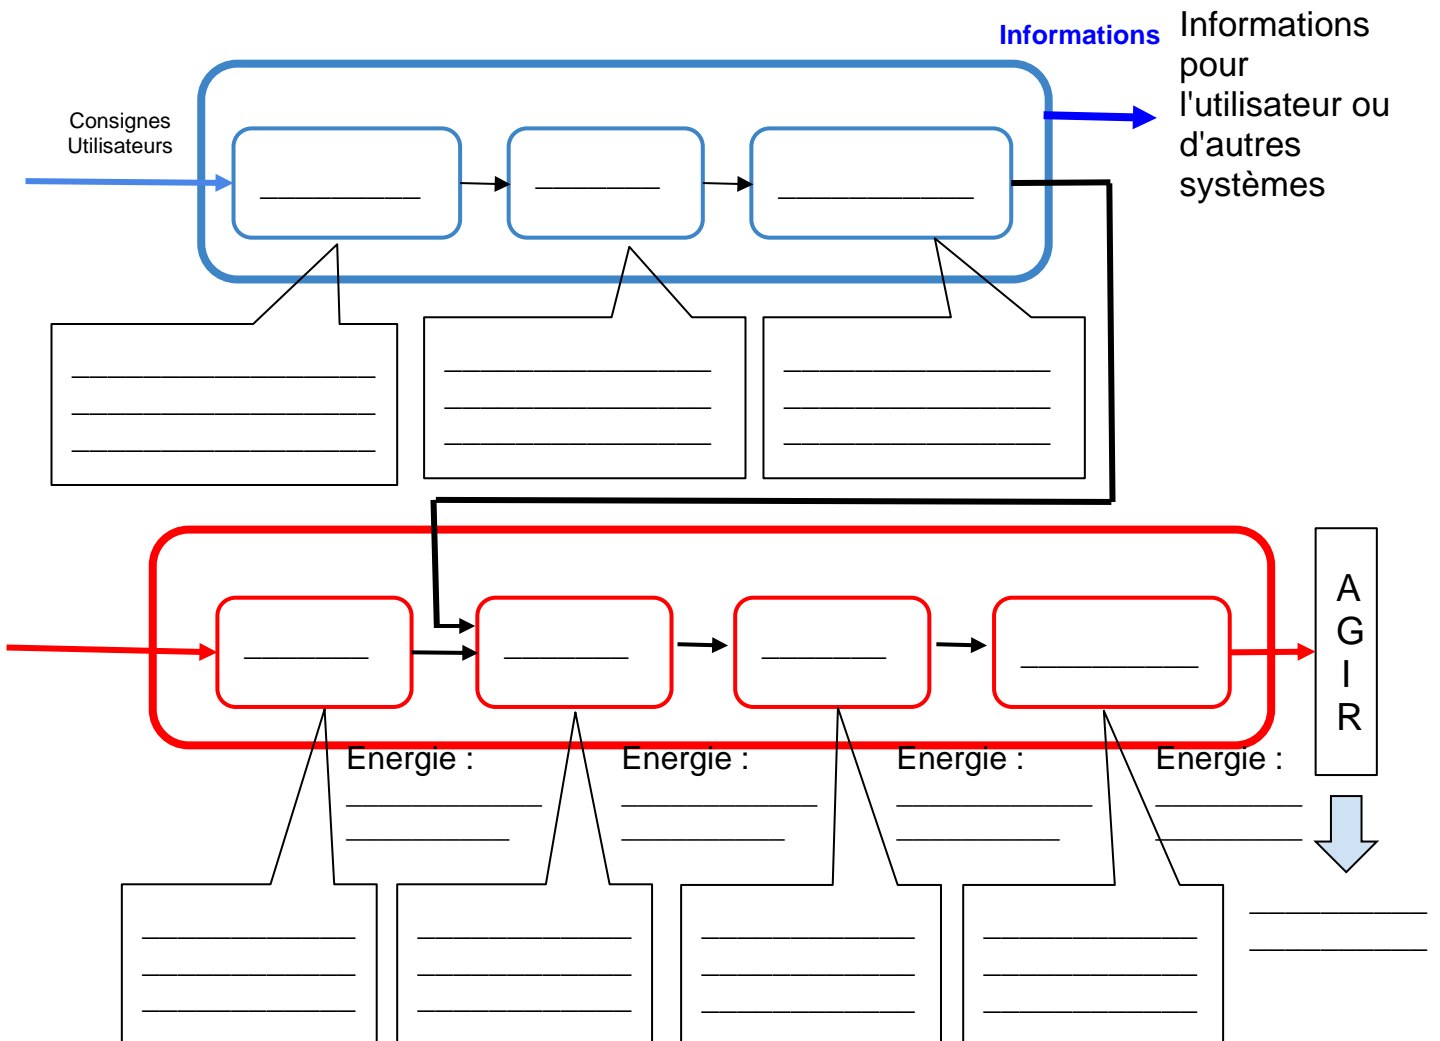 Informations
Informations
pour
l'utilisateur ou
d'autres
systèmes
Consignes
Utilisateurs
A
G
I
R
Energie :
Energie :
Energie :
Energie :